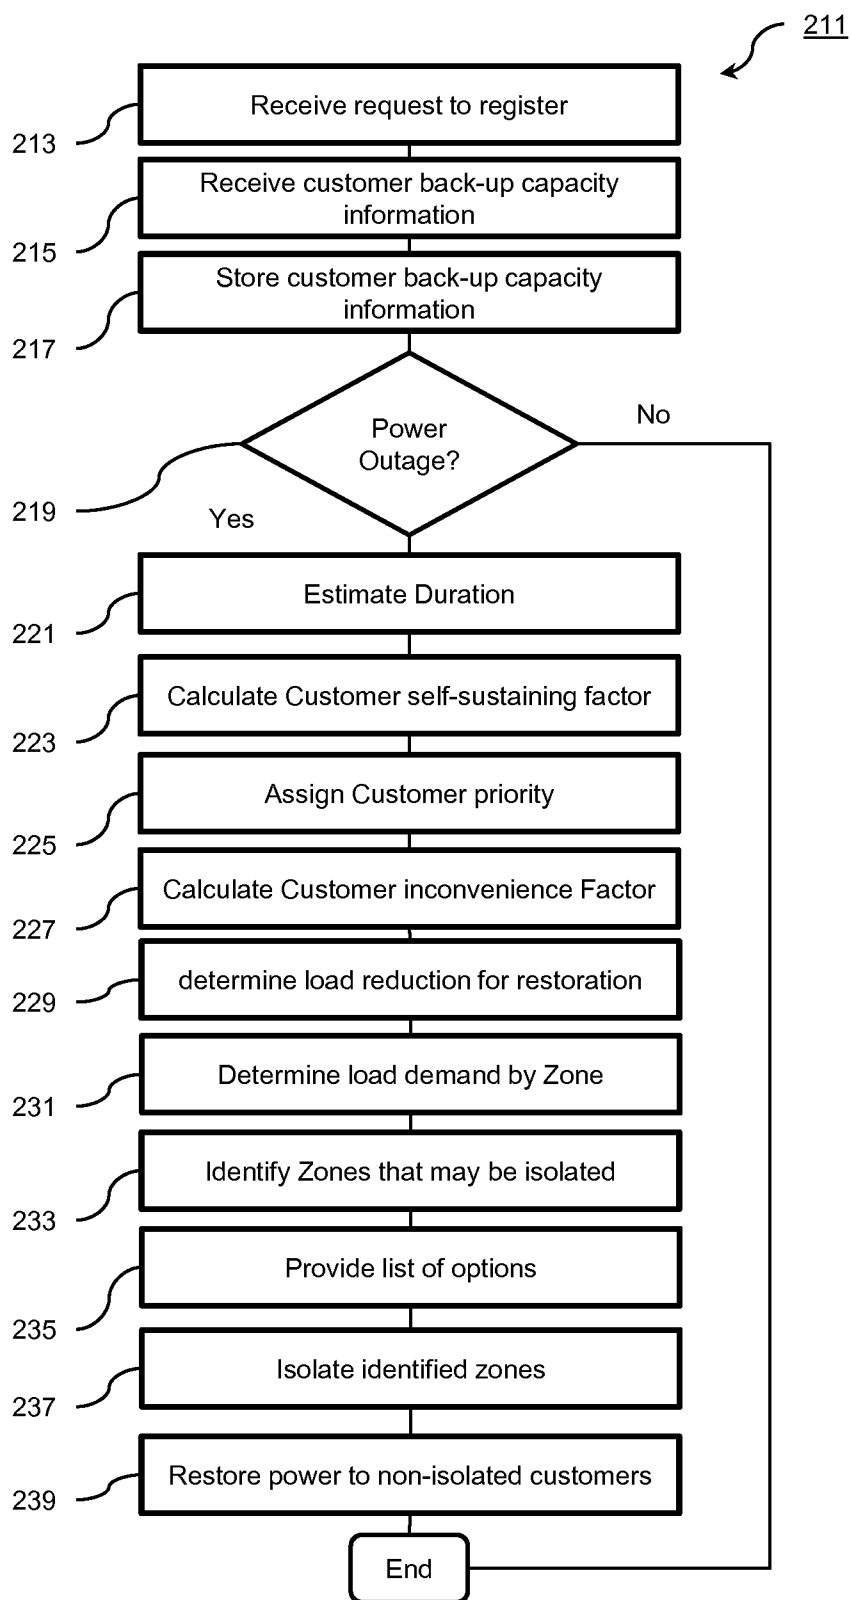 211
Receive request to register
213
Receive customer back-up capacity
information
215
Store customer back-up capacity
information
217
Power
Outage?
No
219
Yes
Estimate Duration
221
Calculate Customer self-sustaining factor
223
Assign Customer priority
225
Calculate Customer inconvenience Factor
227
determine load reduction for restoration
229
Determine load demand by Zone
231
Identify Zones that may be isolated
233
Provide list of options
235
Isolate identified zones
237
Restore power to non-isolated customers
239
End